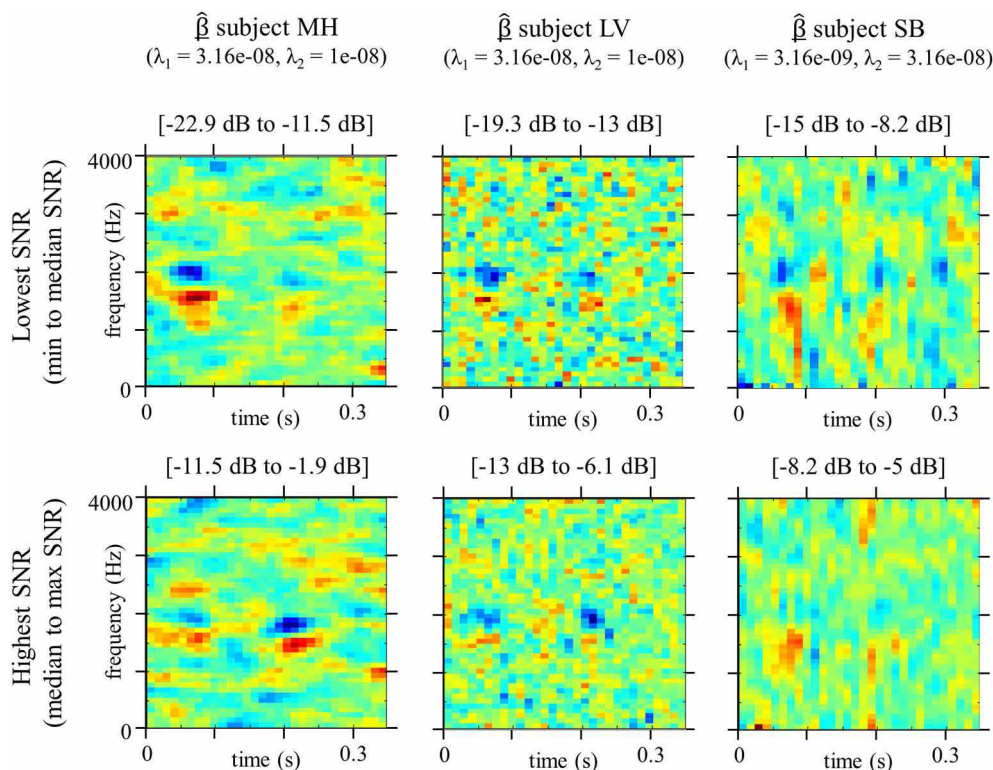 β̂ subject MH
(λ₁ = 3.16e-08, λ₂ = 1e-08)
β̂ subject LV
(λ₁ = 3.16e-08, λ₂ = 1e-08)
β̂ subject SB
(λ₁ = 3.16e-09, λ₂ = 3.16e-08)
Lowest SNR
(min to median SNR)
[-22.9 dB to -11.5 dB]
4000
frequency (Hz)
0
0
0.3
time (s)
[-19.3 dB to -13 dB]
0
0.3
time (s)
[-15 dB to -8.2 dB]
0
0.3
time (s)
Highest SNR
(median to max SNR)
[-11.5 dB to -1.9 dB]
4000
frequency (Hz)
0
0
0.3
time (s)
[-13 dB to -6.1 dB]
0
0.3
time (s)
[-8.2 dB to -5 dB]
0
0.3
time (s)